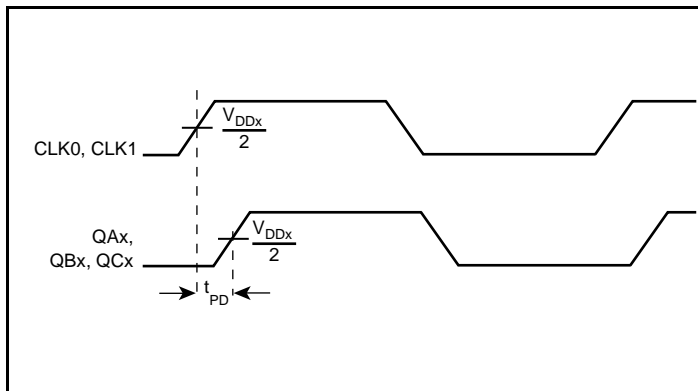 V_DDx
2
CLK0, CLK1
QAx,
QBx, QCx
V_DDx
2
t_PD